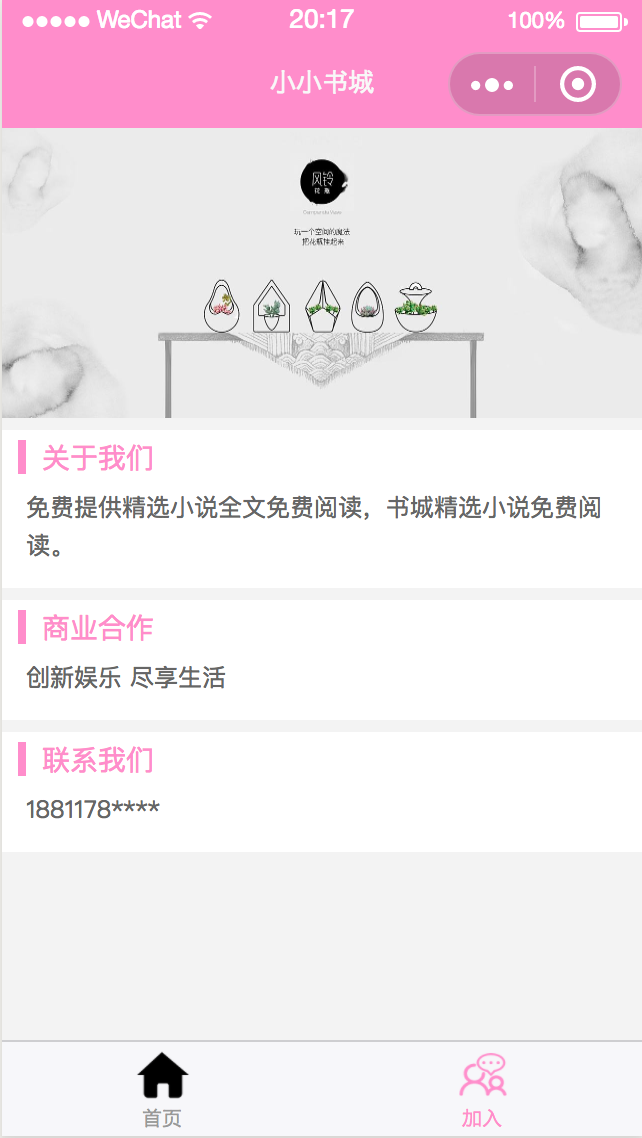 WeChat 20:17 100%
小小书城
风铃
花瓶
玩一个空间的魔法
把花瓶挂起来
关于我们
免费提供精选小说全文免费阅读，书城精选小说免费阅
读。
商业合作
创新娱乐 尽享生活
联系我们
1881178****
首页 加入